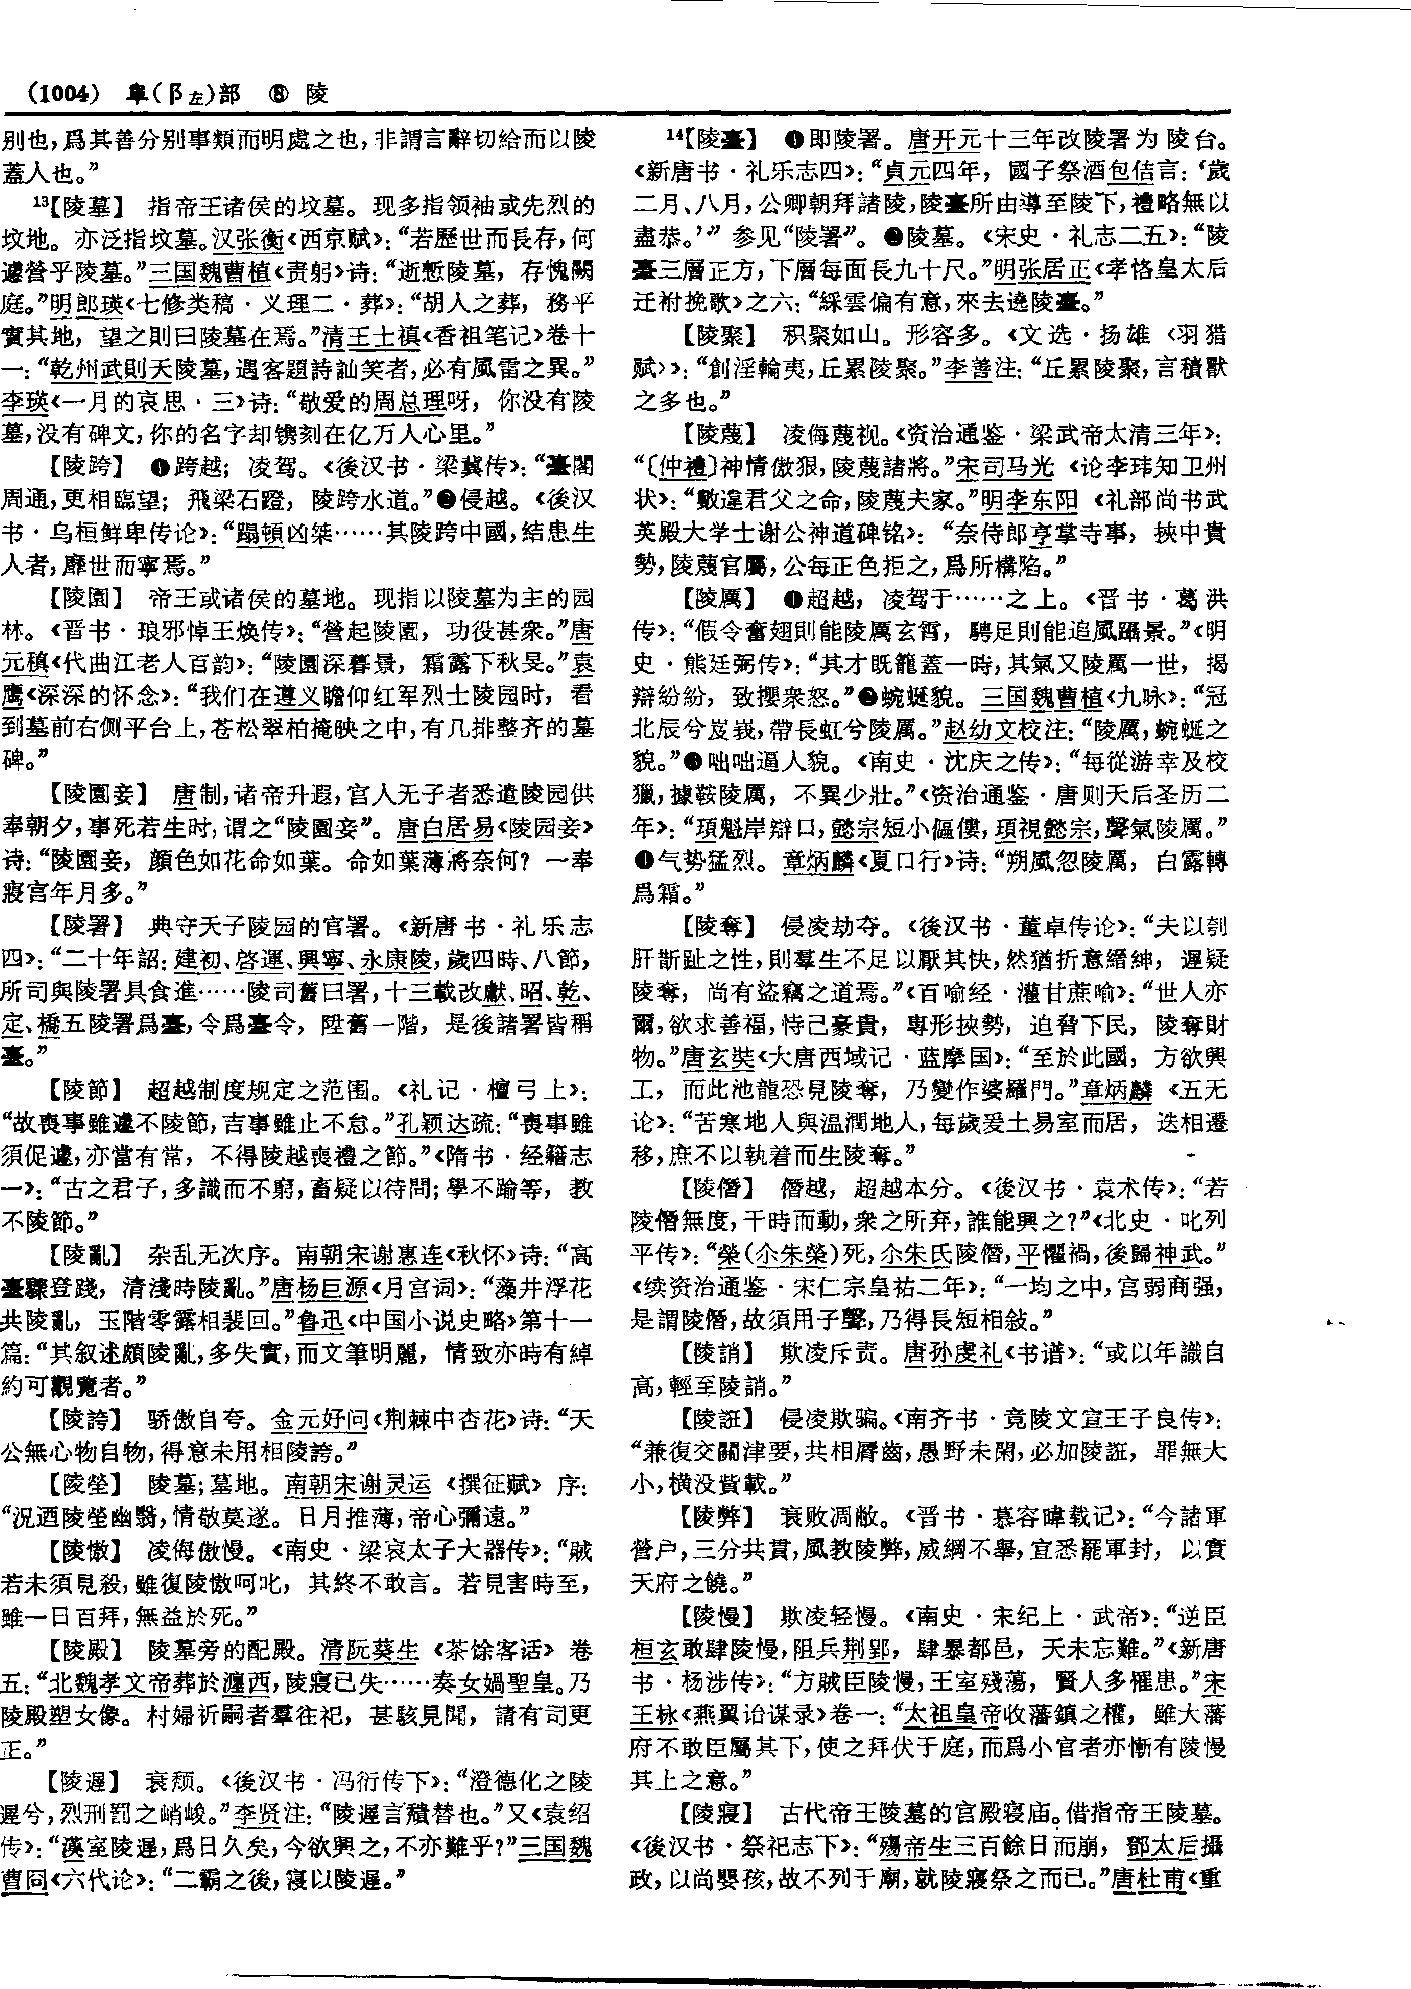 (1004) 阜(阝左)部 ⑧ 陵
别也，爲其善分别事類而明處之也，非謂言辭切給而以陵
蓋人也。”
13【陵墓】 指帝王诸侯的坟墓。现多指领袖或先烈的
坟地。亦泛指坟墓。汉张衡《西京赋》：“若歷世而長存，何
遽營乎陵墓。”三国魏曹植《责躬》诗：“逝慙陵墓，存愧闕
庭。”明郎瑛《七修类稿·义理二·葬》：“胡人之葬，務平
實其地，望之則曰陵墓在焉。”清王士禛《香祖笔记》卷十
一：“乾州武則天陵墓，遇客題詩訕笑者，必有風雷之異。”
李瑛《一月的哀思·三》诗：“敬爱的周总理呀，你没有陵
墓，没有碑文，你的名字却镌刻在亿万人心里。”
【陵跨】 ❶跨越；凌驾。《後汉书·梁冀传》：“臺閣
周通，更相臨望；飛梁石蹬，陵跨水道。”❷侵越。《後汉
书·乌桓鲜卑传论》：“蹋頓凶桀……其陵跨中國，結患生
人者，靡世而寧焉。”
【陵園】 帝王或诸侯的墓地。现指以陵墓为主的园
林。《晋书·琅邪悼王焕传》：“營起陵園，功役甚衆。”唐
元稹《代曲江老人百韵》：“陵園深暮景，霜露下秋旻。”袁
鹰《深深的怀念》：“我们在遵义瞻仰红军烈士陵园时，看
到墓前右侧平台上，苍松翠柏掩映之中，有几排整齐的墓
碑。”
【陵園妾】 唐制，诸帝升遐，宫人无子者悉遣陵园供
奉朝夕，事死若生时，谓之“陵園妾”。唐白居易《陵园妾》
诗：“陵園妾，顔色如花命如葉。命如葉薄將奈何？一奉
寢宫年月多。”
【陵署】 典守天子陵园的官署。《新唐书·礼乐志
四》：“二十年詔：建初、啓運、興寧、永康陵，歲四時、八節，
所司與陵署具食進……陵司舊曰署，十三載改獻、昭、乾、
定、橋五陵署爲臺，令爲臺令，陞舊一階，是後諸署皆稱
臺。”
【陵節】 超越制度规定之范围。《礼记·檀弓上》：
“故喪事雖遽不陵節，吉事雖止不怠。”孔颖达疏：“喪事雖
須促遽，亦當有常，不得陵越喪禮之節。”《隋书·经籍志
一》：“古之君子，多識而不窮，畜疑以待問；學不踰等，教
不陵節。”
【陵亂】 杂乱无次序。南朝宋谢惠连《秋怀》诗：“高
臺驟登踐，清淺時陵亂。”唐杨巨源《月宫词》：“藻井浮花
共陵亂，玉階零露相裴回。”鲁迅《中国小说史略》第十一
篇：“其叙述頗陵亂，多失實，而文筆明麗，情致亦時有綽
約可觀覽者。”
【陵誇】 骄傲自夸。金元好问《荆棘中杏花》诗：“天
公無心物自物，得意未用相陵誇。”
【陵塋】 陵墓；墓地。南朝宋谢灵运《撰征赋》序：
“況迺陵塋幽翳，情敬莫遂。日月推薄，帝心彌遠。”
【陵慠】 凌侮傲慢。《南史·梁哀太子大器传》：“賊
若未須見殺，雖復陵慠呵叱，其終不敢言。若見害時至，
雖一日百拜，無益於死。”
【陵殿】 陵墓旁的配殿。清阮葵生《茶馀客话》卷
五：“北魏孝文帝葬於瀍西，陵寢已失……奏女媧聖皇。乃
陵殿塑女像。村婦祈嗣者羣往祀，甚駭見聞，請有司更
正。”
【陵遲】 衰颓。《後汉书·冯衍传下》：“澄德化之陵
遲兮，烈刑罰之峭峻。”李贤注：“陵遲言穨替也。”又《袁绍
传》：“漢室陵遲，爲日久矣，今欲興之，不亦難乎？”三国魏
曹冏《六代论》：“二霸之後，寖以陵遲。”
14【陵臺】 ❶即陵署。唐开元十三年改陵署为陵台。
《新唐书·礼乐志四》：“貞元四年，國子祭酒包佶言：‘歲
二月、八月，公卿朝拜諸陵，陵臺所由導至陵下，禮略無以
盡恭。’”参见“陵署”。❷陵墓。《宋史·礼志二五》：“陵
臺三層正方，下層每面長九十尺。”明张居正《孝恪皇太后
迁祔挽歌》之六：“綵雲偏有意，來去遶陵臺。”
【陵聚】 积聚如山。形容多。《文选·扬雄〈羽猎
赋〉》：“創淫輪夷，丘累陵聚。”李善注：“丘累陵聚，言積獸
之多也。”
【陵蔑】 凌侮蔑视。《资治通鉴·梁武帝太清三年》：
“〔仲禮〕神情傲狠，陵蔑諸將。”宋司马光《论李玮知卫州
状》：“數違君父之命，陵蔑夫家。”明李东阳《礼部尚书武
英殿大学士谢公神道碑铭》：“奈侍郎亨掌寺事，挾中貴
勢，陵蔑官屬，公每正色拒之，爲所構陷。”
【陵厲】 ❶超越，凌驾于……之上。《晋书·葛洪
传》：“假令奮翅則能陵厲玄霄，騁足則能追風躡景。”《明
史·熊廷弼传》：“其才既籠蓋一時，其氣又陵厲一世，揭
辯紛紛，致攖衆怒。”❷蜿蜒貌。三国魏曹植《九咏》：“冠
北辰兮岌峩，帶長虹兮陵厲。”赵幼文校注：“陵厲，蜿蜒之
貌。”❸咄咄逼人貌。《南史·沈庆之传》：“每從游幸及校
獵，據鞍陵厲，不異少壯。”《资治通鉴·唐则天后圣历二
年》：“頊魁岸辯口，懿宗短小傴僂，頊視懿宗，聲氣陵厲。”
❹气势猛烈。章炳麟《夏口行》诗：“朔風忽陵厲，白露轉
爲霜。”
【陵奪】 侵凌劫夺。《後汉书·董卓传论》：“夫以刳
肝斮趾之性，則羣生不足以厭其快，然猶折意縉紳，遲疑
陵奪，尚有盜竊之道焉。”《百喻经·灌甘蔗喻》：“世人亦
爾，欲求善福，恃己豪貴，專形挾勢，迫脅下民，陵奪財
物。”唐玄奘《大唐西域记·蓝摩国》：“至於此國，方欲興
工，而此池龍恐見陵奪，乃變作婆羅門。”章炳麟《五无
论》：“苦寒地人與温潤地人，每歲爰土易室而居，迭相遷
移，庶不以執着而生陵奪。”
【陵僭】 僭越，超越本分。《後汉书·袁术传》：“若
陵僭無度，干時而動，衆之所弃，誰能興之？”《北史·叱列
平传》：“榮(尒朱榮)死，尒朱氏陵僭，平懼禍，後歸神武。”
《续资治通鉴·宋仁宗皇祐二年》：“一均之中，宫弱商强，
是謂陵僭，故須用子聲，乃得長短相敍。”
【陵誚】 欺凌斥责。唐孙虔礼《书谱》：“或以年識自
高，輕至陵誚。”
【陵誑】 侵凌欺骗。《南齐书·竟陵文宣王子良传》：
“兼復交關津要，共相脣齒，愚野未閑，必加陵誑，罪無大
小，横没貲載。”
【陵弊】 衰败凋敝。《晋书·慕容暐载记》：“今諸軍
營户，三分共貫，風教陵弊，威綱不舉，宜悉罷軍封，以實
天府之饒。”
【陵慢】 欺凌轻慢。《南史·宋纪上·武帝》：“逆臣
桓玄敢肆陵慢，阻兵荆郢，肆暴都邑，天未忘難。”《新唐
书·杨涉传》：“方賊臣陵慢，王室殘蕩，賢人多罹患。”宋
王栐《燕翼诒谋录》卷一：“太祖皇帝收藩鎮之權，雖大藩
府不敢臣屬其下，使之拜伏于庭，而爲小官者亦慚有陵慢
其上之意。”
【陵寢】 古代帝王陵墓的宫殿寝庙。借指帝王陵墓。
《後汉书·祭祀志下》：“殤帝生三百餘日而崩，鄧太后攝
政，以尚嬰孩，故不列于廟，就陵寢祭之而已。”唐杜甫《重